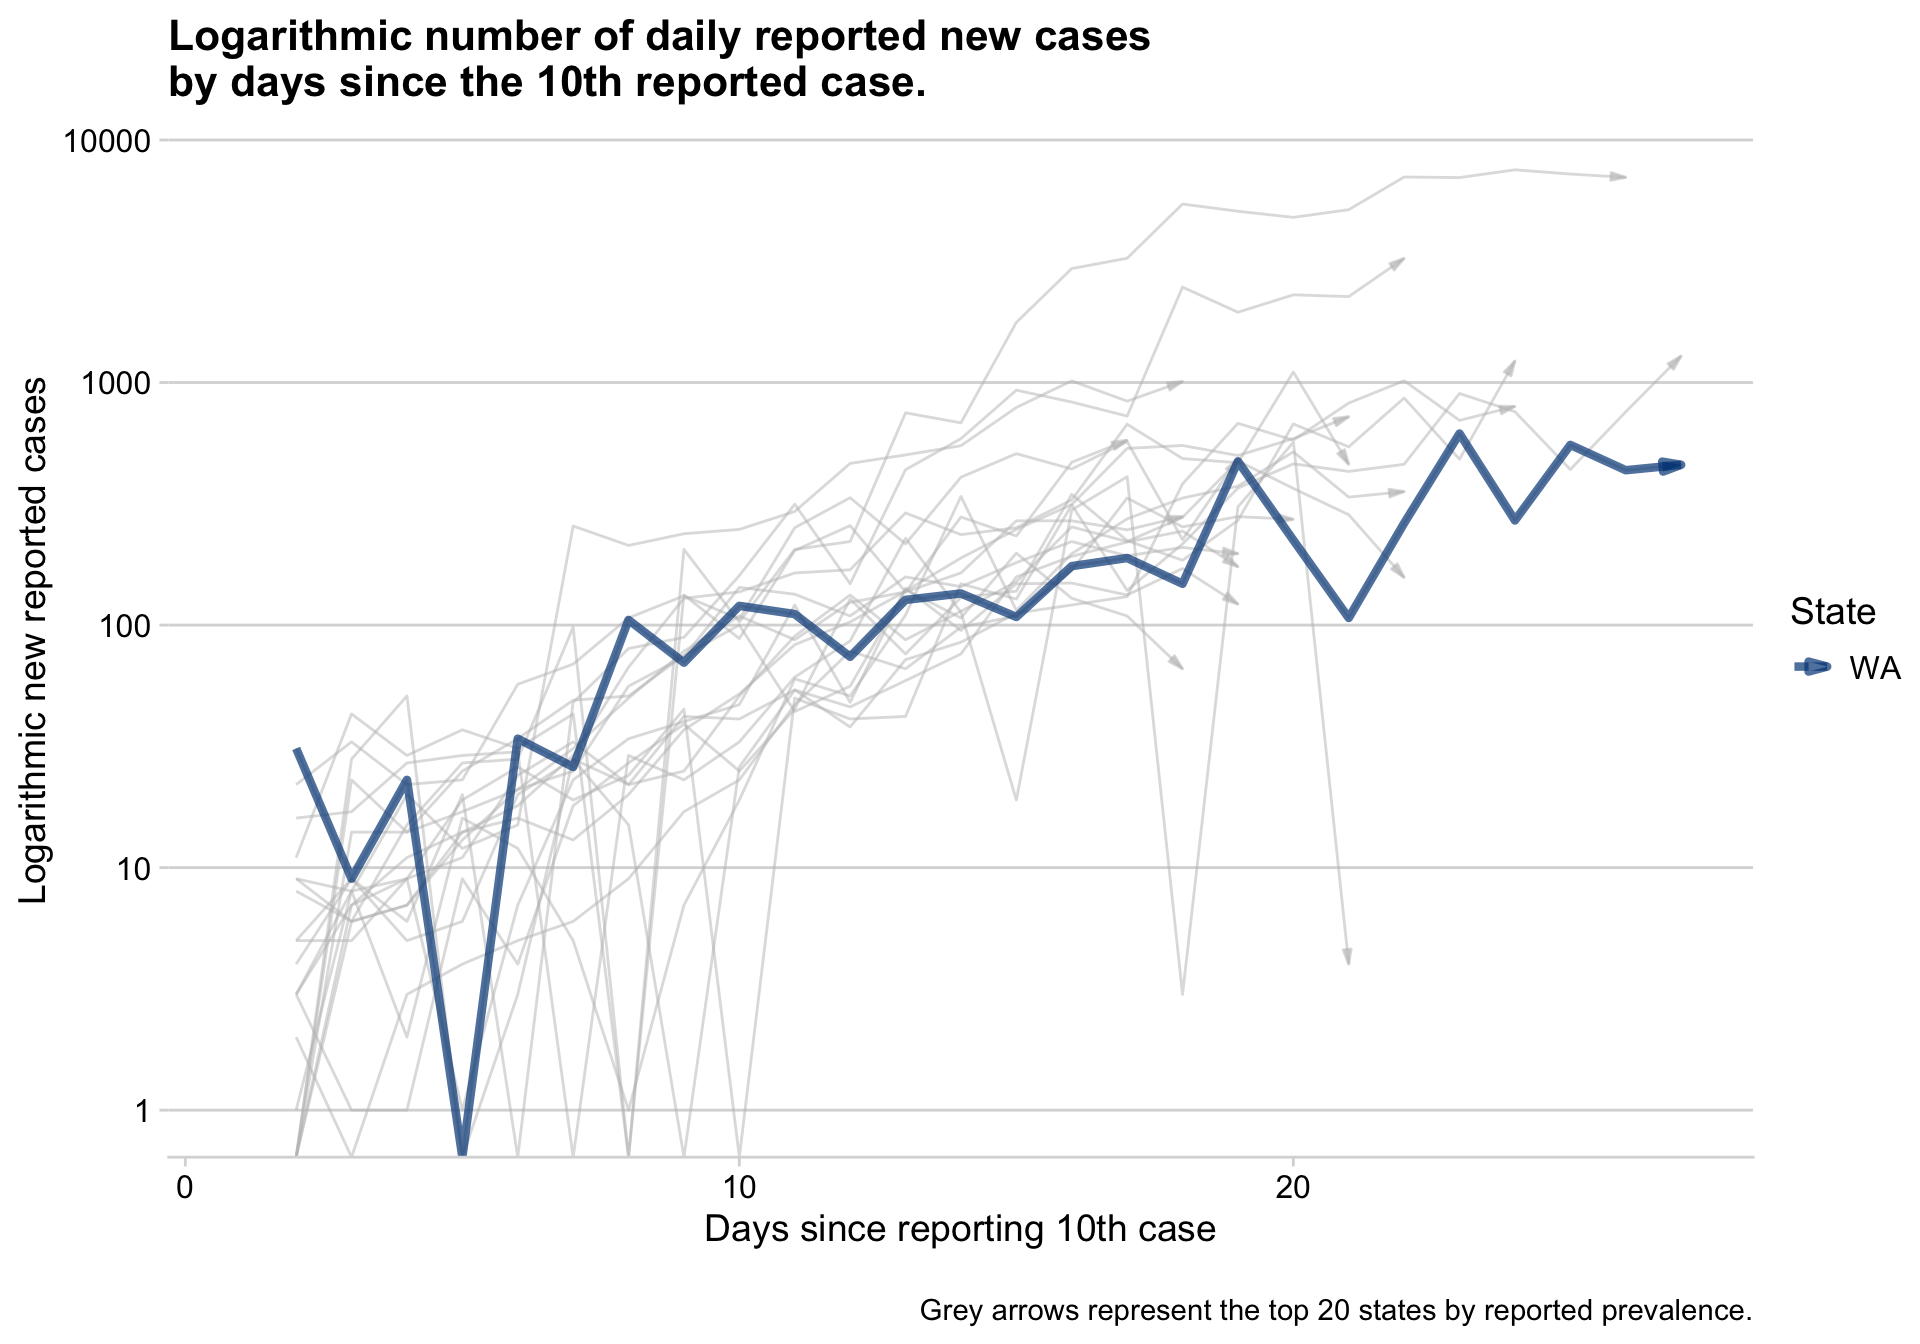 Logarithmic number of daily reported new cases
by days since the 10th reported case.
10000
1000
100
10
1
Logarithmic new reported cases
0
10
20
Days since reporting 10th case
State
WA
Grey arrows represent the top 20 states by reported prevalence.